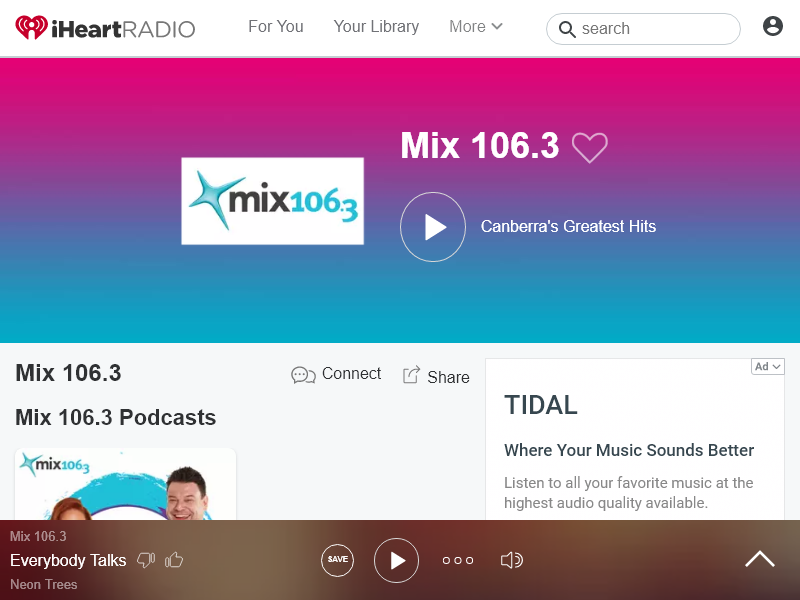 iHeartRADIO
For You
Your Library
More
search
Mix 106.3
mix106.3
Canberra's Greatest Hits
Mix 106.3
Connect
Share
Mix 106.3 Podcasts
mix106.3
Ad
TIDAL
Where Your Music Sounds Better
Listen to all your favorite music at the
highest audio quality available.
Mix 106.3
Everybody Talks
Neon Trees
SAVE